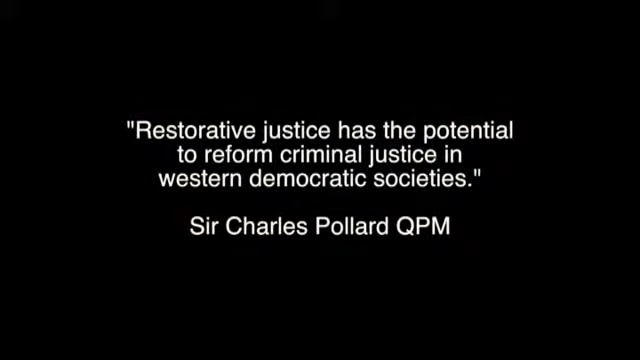 "Restorative justice has the potential
to reform criminal justice in
western democratic societies."
Sir Charles Pollard QPM